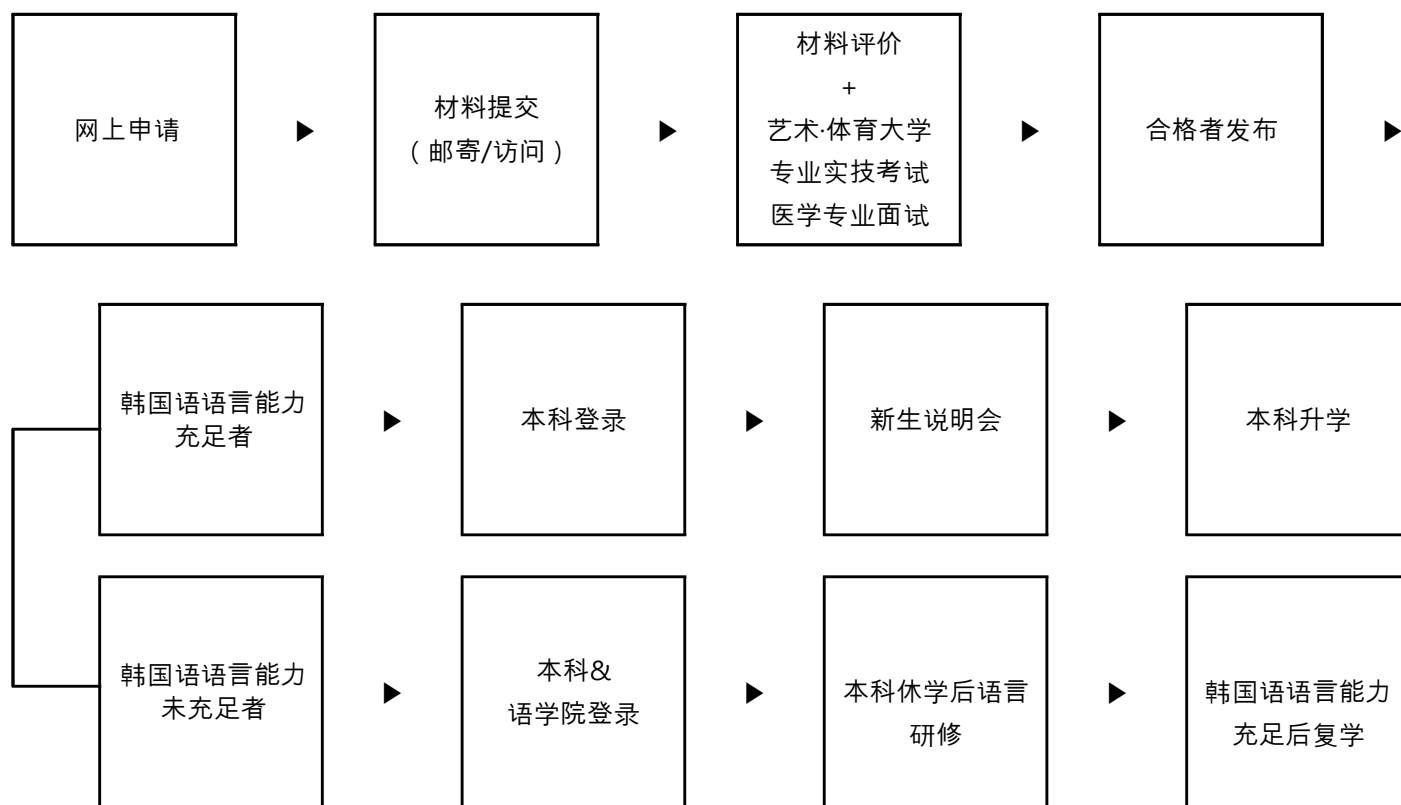 网上申请
▶
材料提交
（邮寄/访问）
▶
材料评价
+
艺术·体育大学
专业实技考试
医学专业面试
▶
合格者发布
▶
韩国语语言能力
充足者
▶
本科登录
▶
新生说明会
▶
本科升学
韩国语语言能力
未充足者
▶
本科&
语学院登录
▶
本科休学后语言
研修
▶
韩国语语言能力
充足后复学